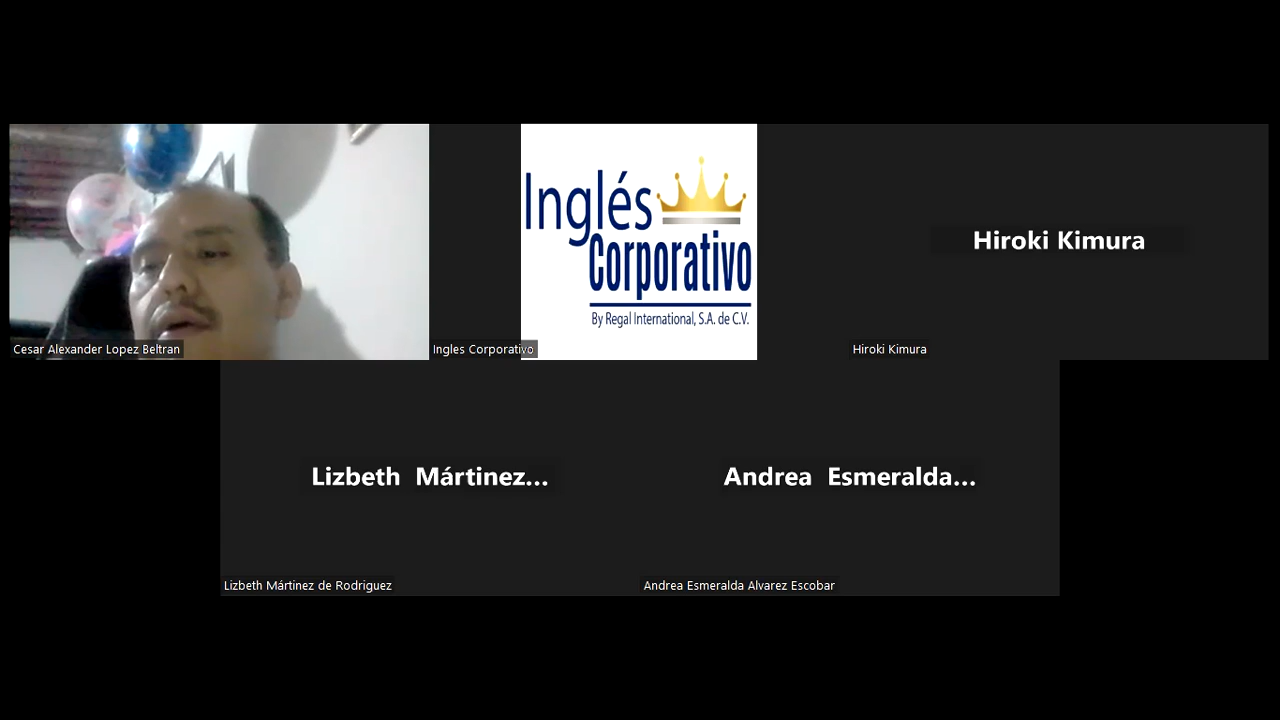 Inglés
Corporativo
By Regal International, S.A. de C.V.
Hiroki Kimura
Cesar Alexander Lopez Beltran
Ingles Corporativo
Hiroki Kimura
Lizbeth Mártinez...
Andrea Esmeralda...
Lizbeth Mártinez de Rodriguez
Andrea Esmeralda Alvarez Escobar